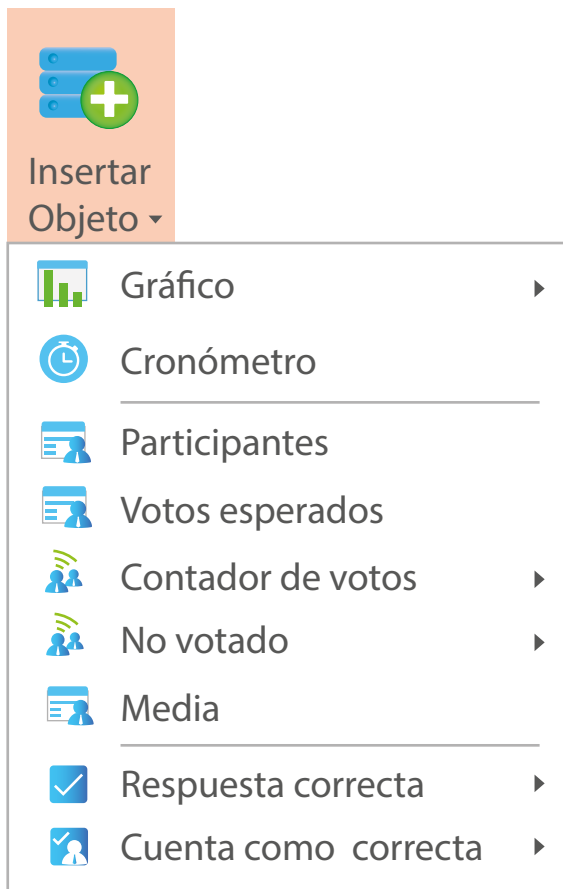 Insertar
Objeto
Gráfico
Cronómetro
Participantes
Votos esperados
Contador de votos
No votado
Media
Respuesta correcta
Cuenta como  correcta